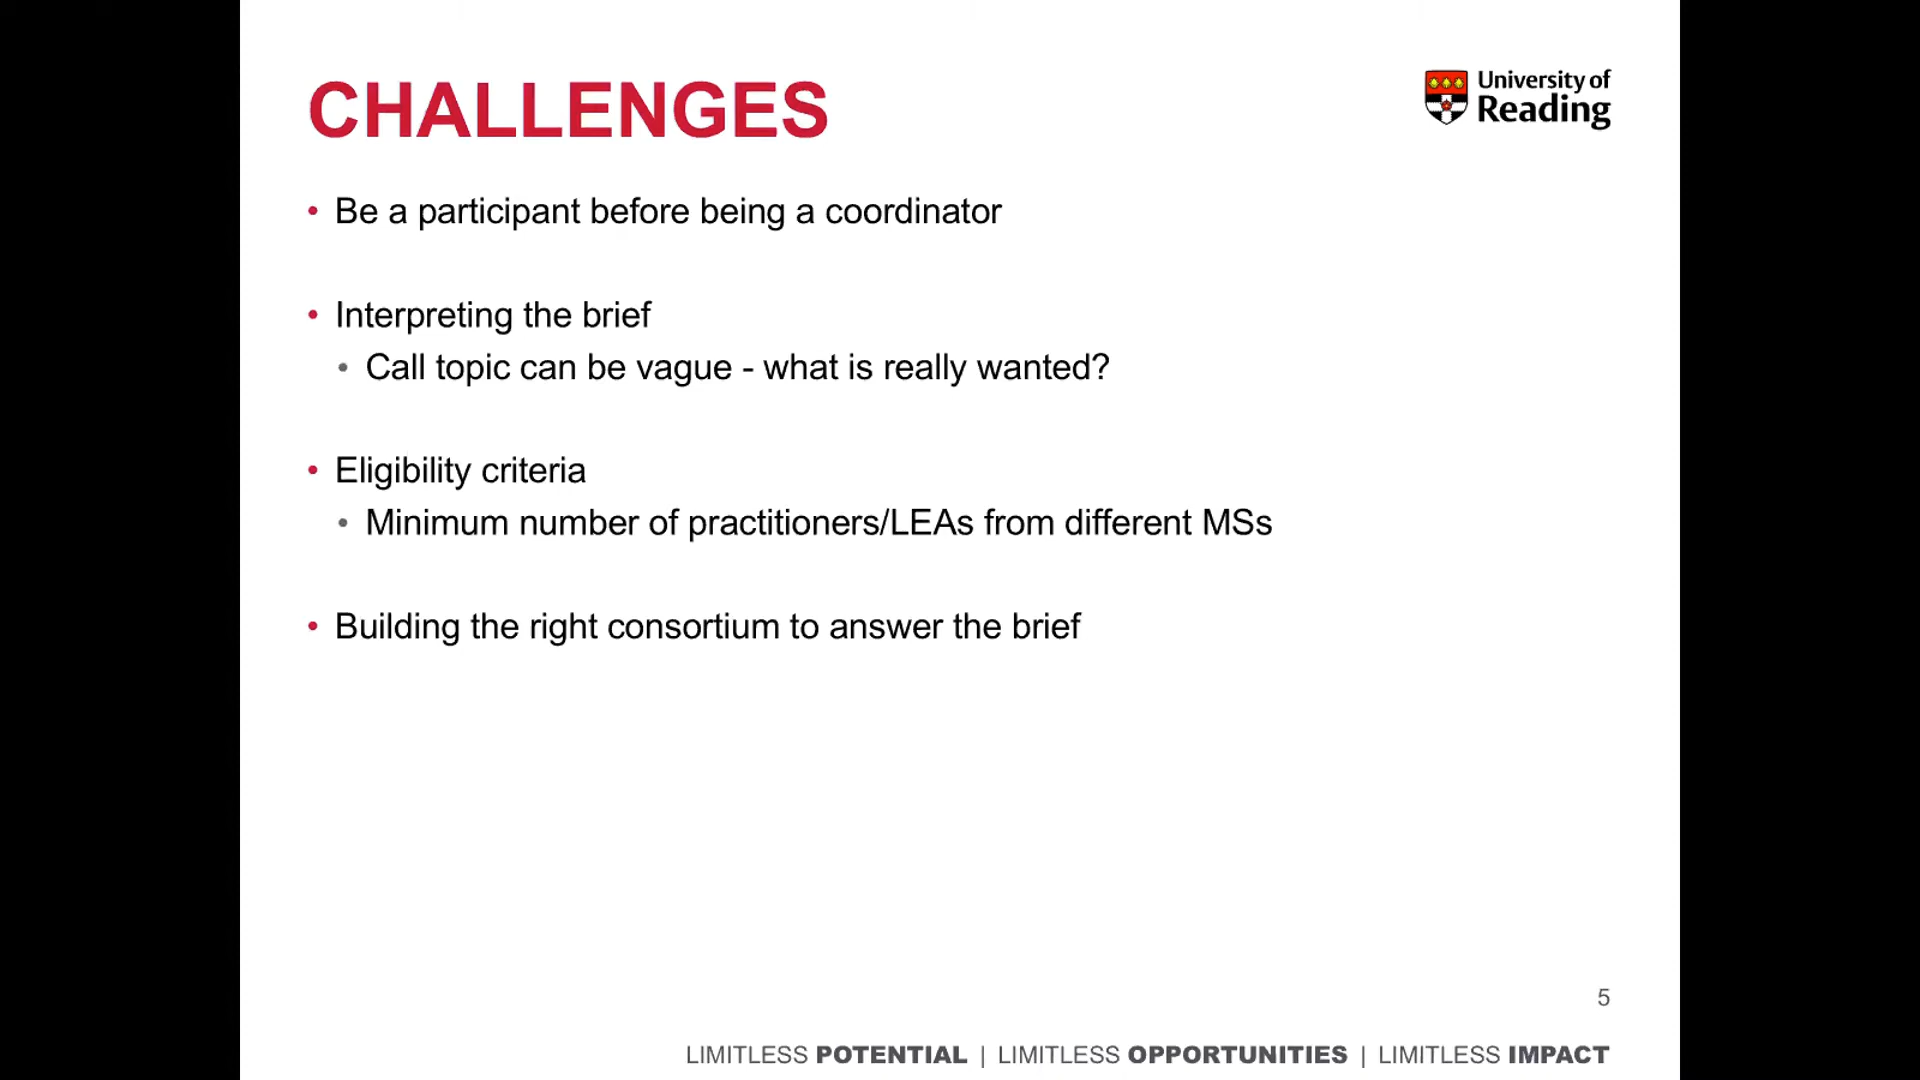 CHALLENGES
University of
Reading
• Be a participant before being a coordinator
• Interpreting the brief
• Call topic can be vague - what is really wanted?
• Eligibility criteria
• Minimum number of practitioners/LEAs from different MSs
• Building the right consortium to answer the brief
5
LIMITLESS POTENTIAL | LIMITLESS OPPORTUNITIES | LIMITLESS IMPACT